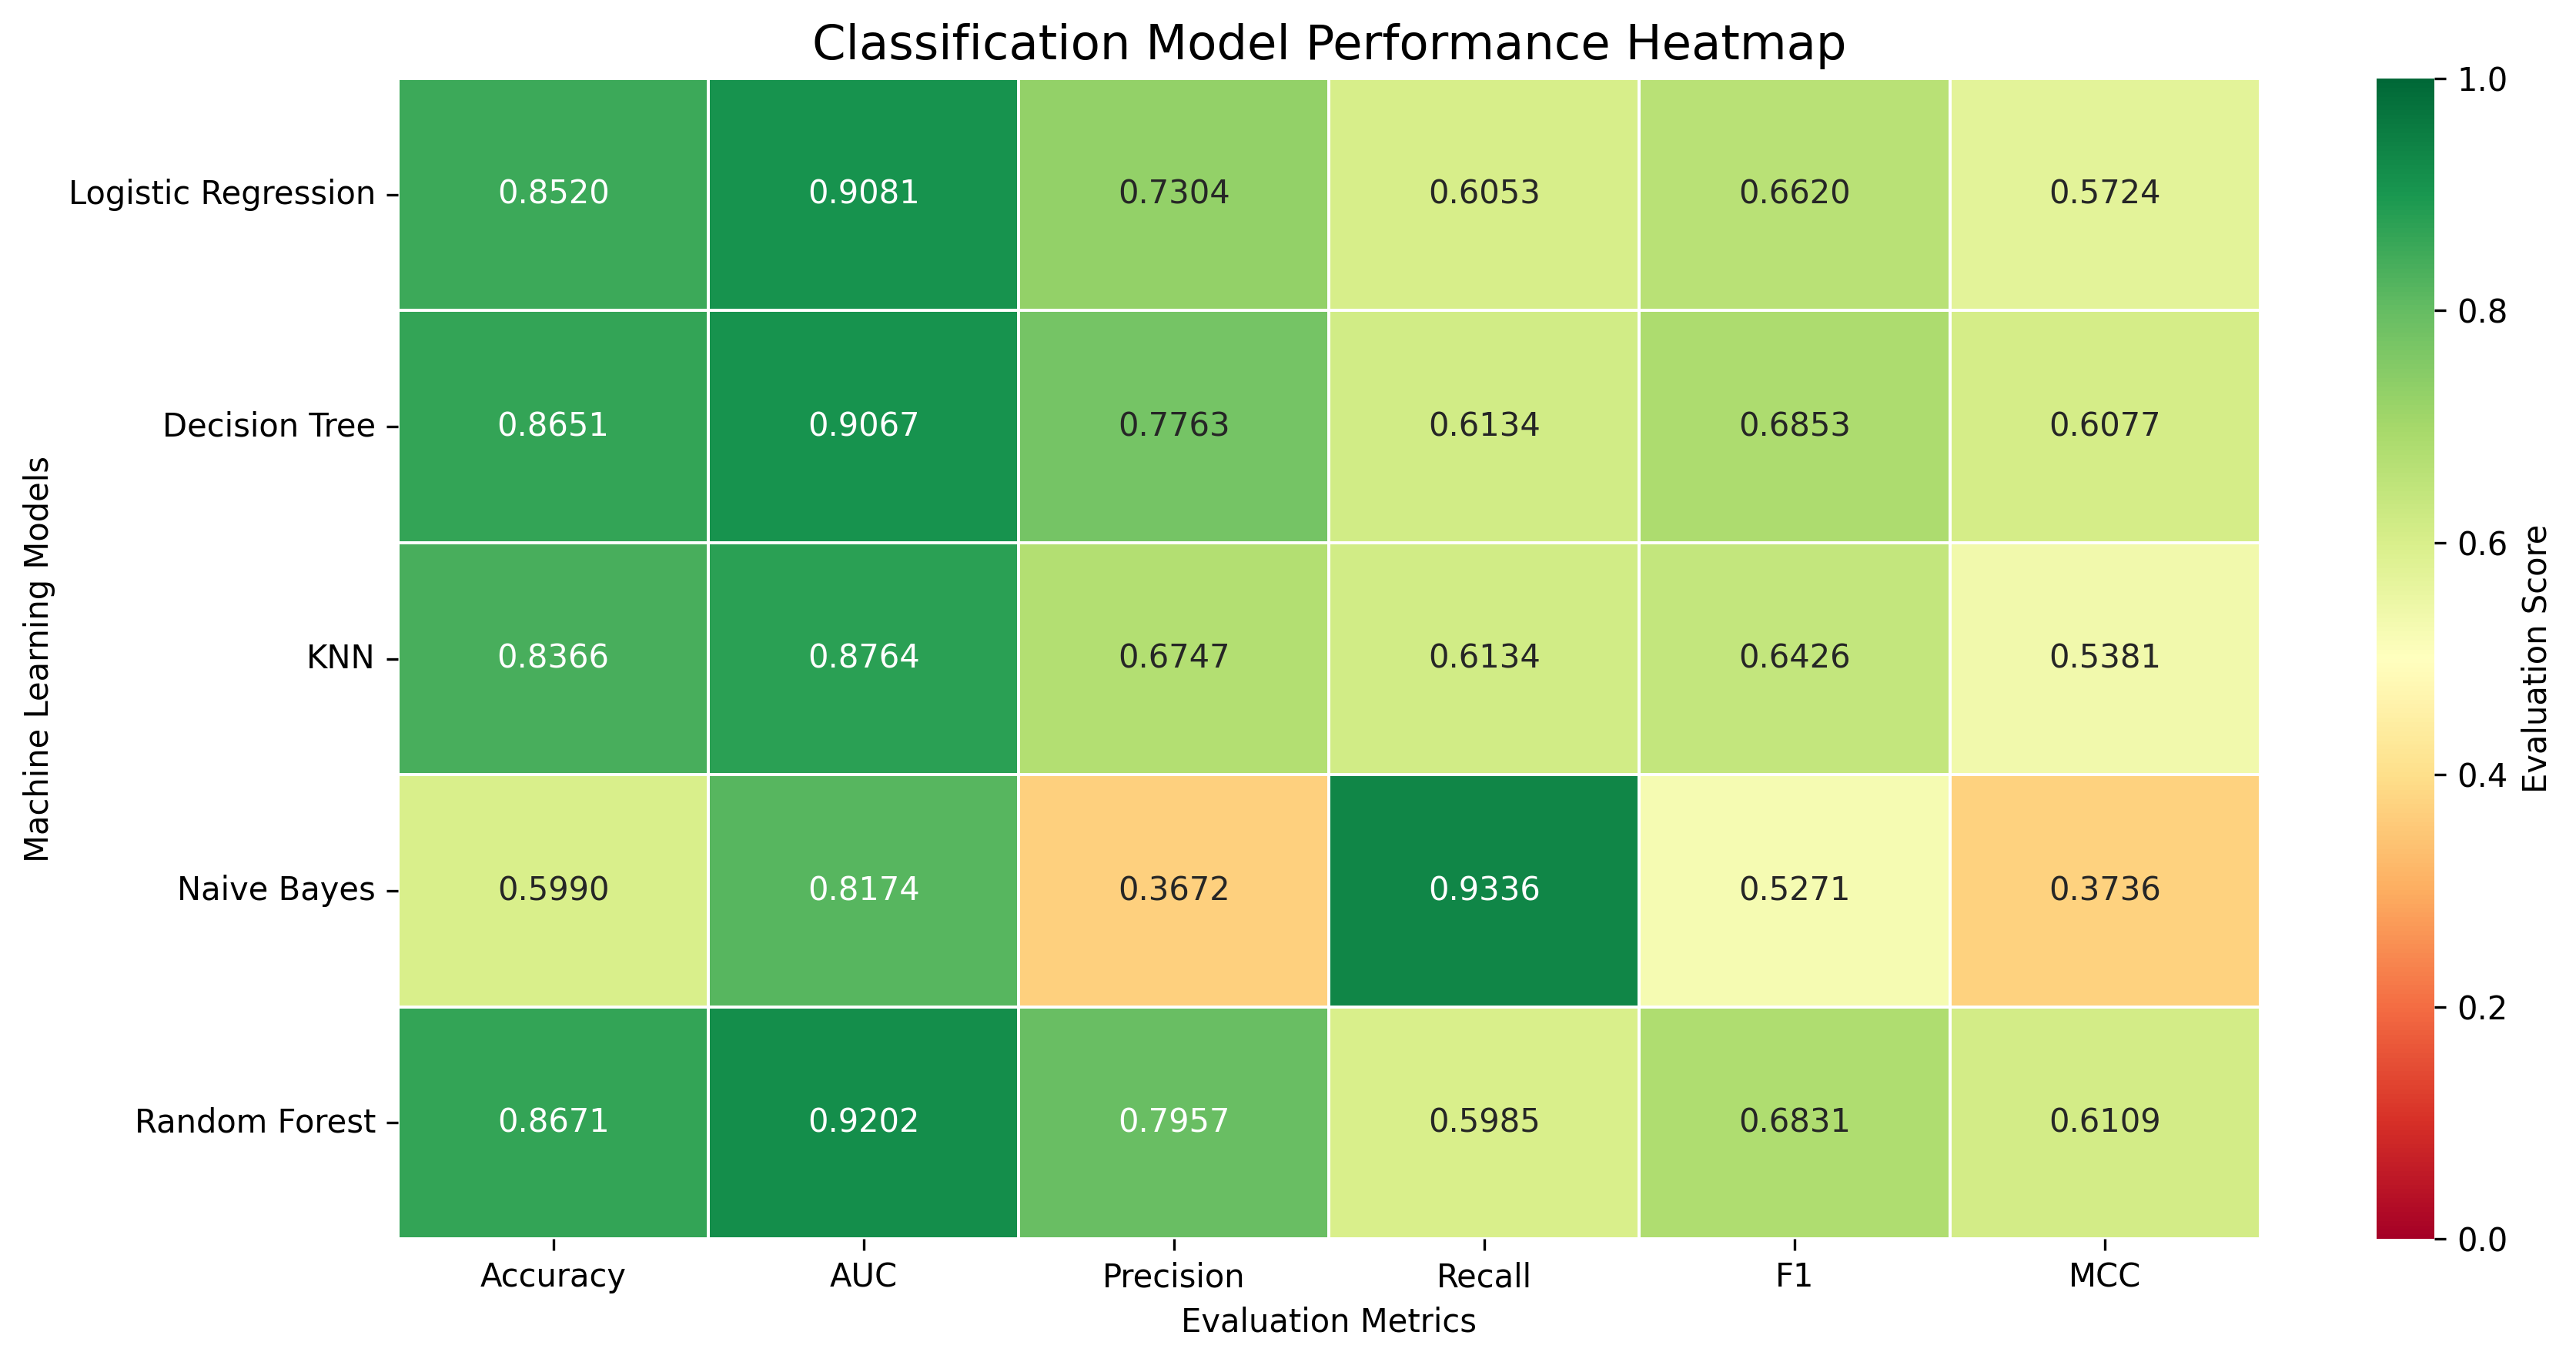 Classification Model Performance Heatmap
Machine Learning Models
Logistic Regression 0.8520 0.9081 0.7304 0.6053 0.6620 0.5724
Decision Tree 0.8651 0.9067 0.7763 0.6134 0.6853 0.6077
KNN 0.8366 0.8764 0.6747 0.6134 0.6426 0.5381
Naive Bayes 0.5990 0.8174 0.3672 0.9336 0.5271 0.3736
Random Forest 0.8671 0.9202 0.7957 0.5985 0.6831 0.6109
Accuracy AUC Precision Recall F1 MCC
Evaluation Metrics
1.0
0.8
0.6
0.4
0.2
0.0
Evaluation Score